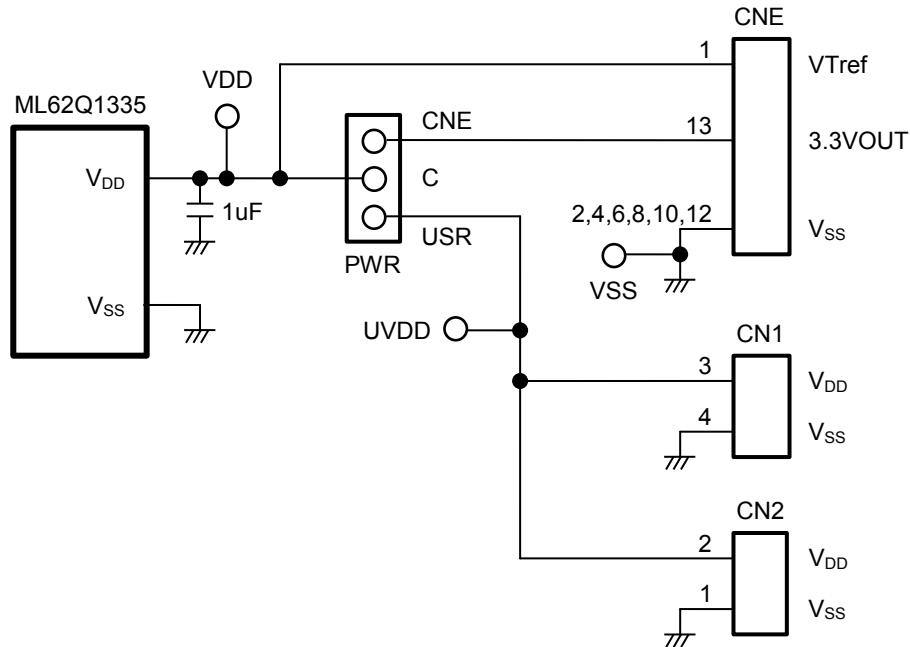 CNE
1
VTref
VDD
ML62Q1335
CNE
13
3.3VOUT
VDD
C
1uF
2,4,6,8,10,12
VSS
USR
PWR
VSS
VSS
UVDD
CN1
3
VDD
4
VSS
CN2
2
VDD
1
VSS